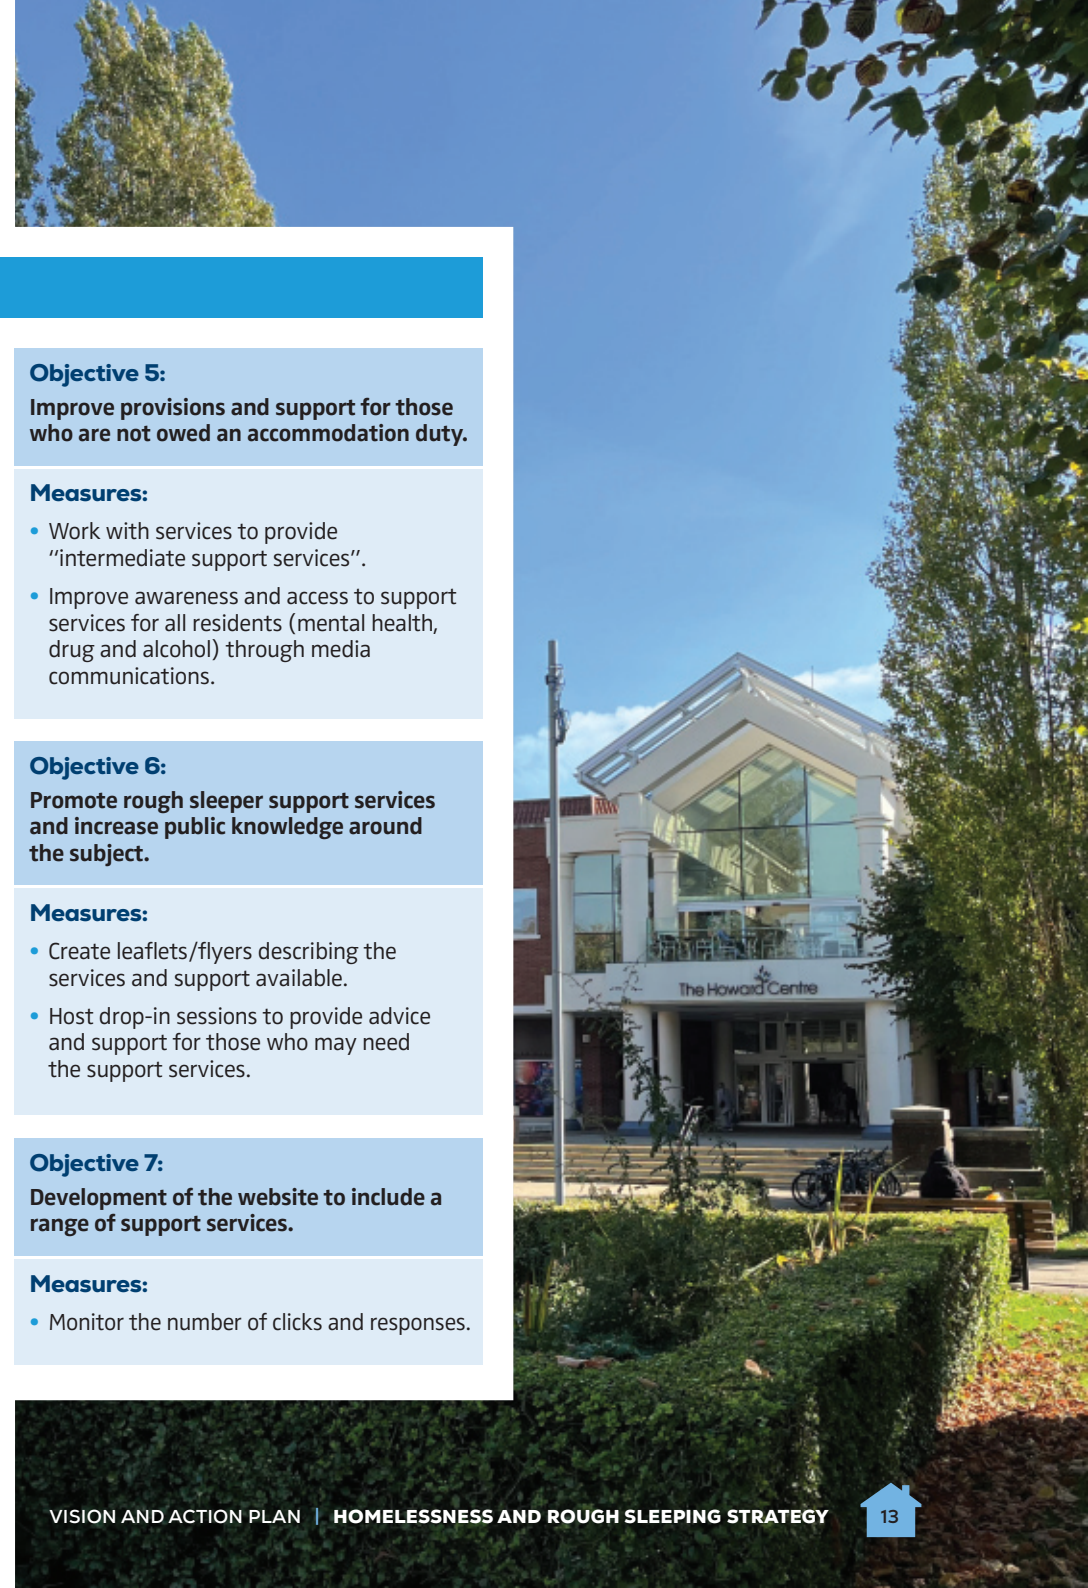 Objective 5:
Improve provisions and support for those
who are not owed an accommodation duty.
Measures:
• Work with services to provide
“intermediate support services”.
• Improve awareness and access to support
services for all residents (mental health,
drug and alcohol) through media
communications.
Objective 6:
Promote rough sleeper support services
and increase public knowledge around
the subject.
Measures:
• Create leaflets/flyers describing the
services and support available.
• Host drop-in sessions to provide advice
and support for those who may need
the support services.
Objective 7:
Development of the website to include a
range of support services.
Measures:
• Monitor the number of clicks and responses.
The Howard Centre
VISION AND ACTION PLAN | HOMELESSNESS AND ROUGH SLEEPING STRATEGY 13